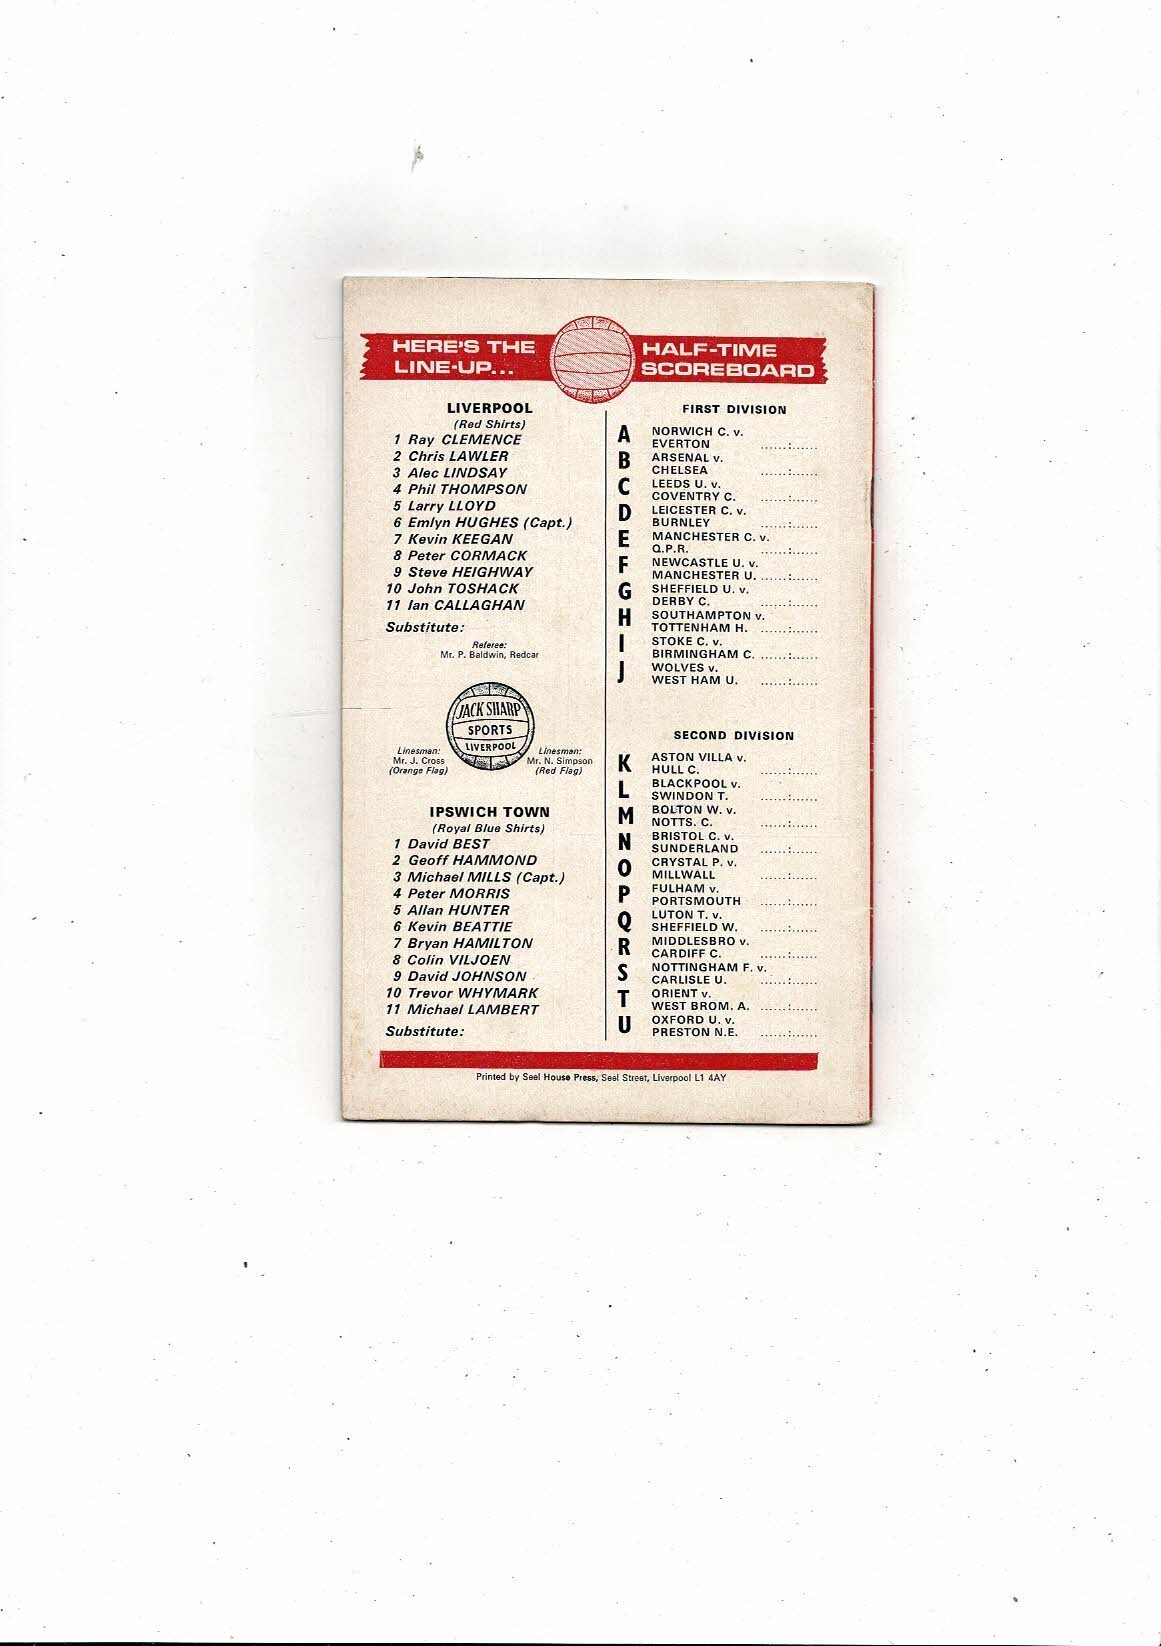 HERE'S THE
LINE-UP...
LIVERPOOL
(Red Shirts)
1 Ray CLEMENCE
2 Chris LAWLER
3 Alec LINDSAY
4 Phil THOMPSON
5 Larry LLOYD
6 Emlyn HUGHES (Capt.)
7 Kevin KEEGAN
8 Peter CORMACK
9 Steve HEIGHWAY
10 John TOSHACK
11 Ian CALLAGHAN
Substitute:
Referee:
Mr. P. Baldwin, Redcar
JACK SHARP
SPORTS
LIVERPOOL
Linesman:
Mr. J. Cross
(Orange Flag)
Linesman:
Mr. N. Simpson
(Red Flag)
IPSWICH TOWN
(Royal Blue Shirts)
1 David BEST
2 Geoff HAMMOND
3 Michael MILLS (Capt.)
4 Peter MORRIS
5 Allan HUNTER
6 Kevin BEATTIE
7 Bryan HAMILTON
8 Colin VILJOEN
9 David JOHNSON
10 Trevor WHYMARK
11 Michael LAMBERT
Substitute:
HALF-TIME
SCOREBOARD
FIRST DIVISION
A NORWICH C. v.
EVERTON ......:......
B ARSENAL v.
CHELSEA ......:......
C LEEDS U. v.
COVENTRY C. ......:......
D LEICESTER C. v.
BURNLEY ......:......
E MANCHESTER C. v.
Q.P.R. ......:......
F NEWCASTLE U. v.
MANCHESTER U. ......:......
G SHEFFIELD U. v.
DERBY C. ......:......
H SOUTHAMPTON v.
TOTTENHAM H. ......:......
I STOKE C. v.
BIRMINGHAM C. ......:......
J WOLVES v.
WEST HAM U. ......:......
SECOND DIVISION
K ASTON VILLA v.
HULL C. ......:......
L BLACKPOOL v.
SWINDON T. ......:......
M BOLTON W. v.
NOTTS. C. ......:......
N BRISTOL C. v.
SUNDERLAND ......:......
O CRYSTAL P. v.
MILLWALL ......:......
P FULHAM v.
PORTSMOUTH ......:......
Q LUTON T. v.
SHEFFIELD W. ......:......
R MIDDLESBRO v.
CARDIFF C. ......:......
S NOTTINGHAM F. v.
CARLISLE U. ......:......
T ORIENT v.
WEST BROM. A. ......:......
U OXFORD U. v.
PRESTON N.E. ......:......
Printed by Seel House Press, Seel Street, Liverpool L1 4AY